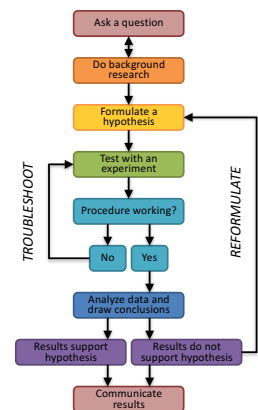 Ask a question
Do background
research
Formulate a
hypothesis
Test with an
experiment
TROUBLESHOOT
REFORMULATE
Procedure working?
No
Yes
Analyze data and
draw conclusions
Results support
hypothesis
Results do not
support hypothesis
Communicate
results